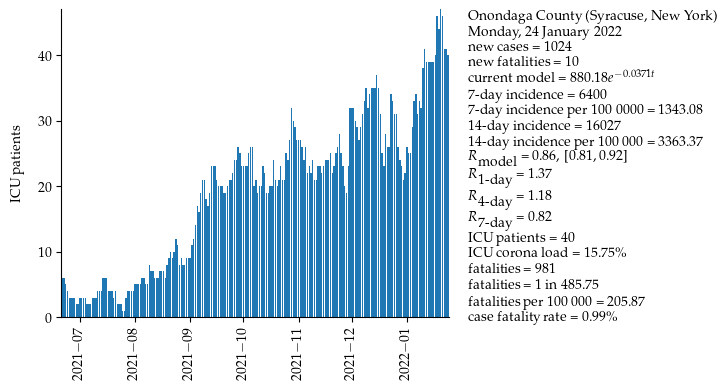 ICU patients
40
30
20
10
0
2021−07
2021−08
2021−09
2021−10
2021−11
2021−12
2022−01
Onondaga County (Syracuse, New York)
Monday, 24 January 2022
new cases = 1024
new fatalities = 10
current model = 880.18e^{−0.0371t}
7-day incidence = 6400
7-day incidence per 100 0000 = 1343.08
14-day incidence = 16027
14-day incidence per 100 000 = 3363.37
R_model = 0.86, [0.81, 0.92]
R_1-day = 1.37
R_4-day = 1.18
R_7-day = 0.82
ICU patients = 40
ICU corona load = 15.75%
fatalities = 981
fatalities = 1 in 485.75
fatalities per 100 000 = 205.87
case fatality rate = 0.99%